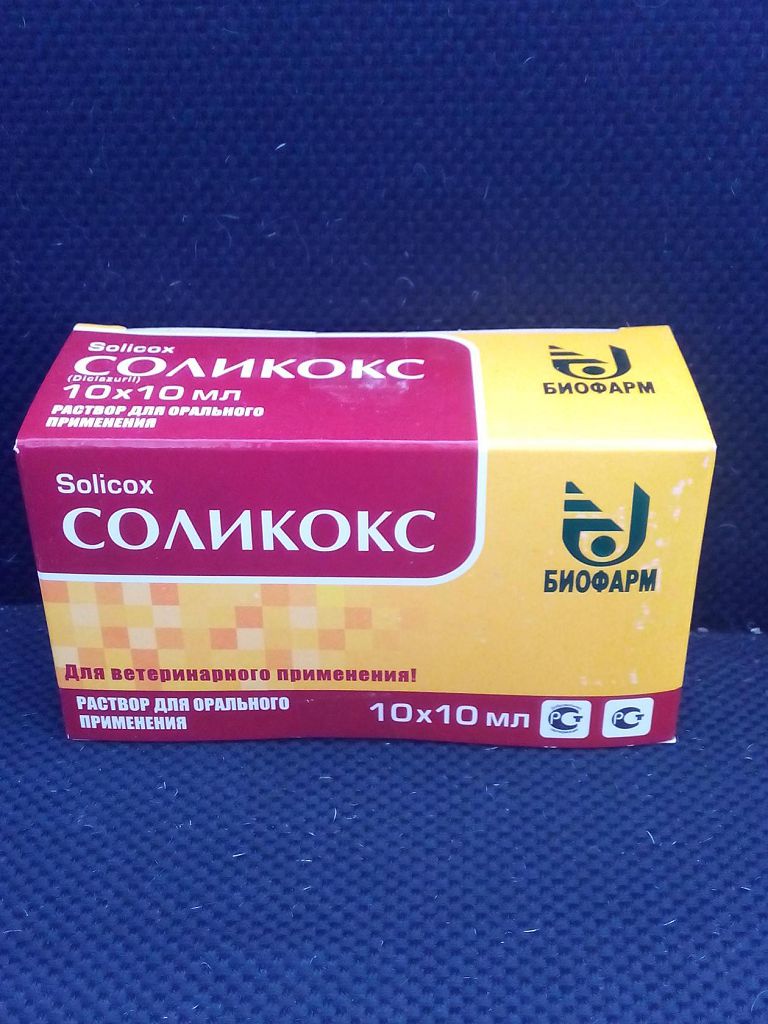 Solicox
СОЛИКОКС
(Diclazuril)
10х10 мл
РАСТВОР ДЛЯ ОРАЛЬНОГО
ПРИМЕНЕНИЯ
БИОФАРМ
Solicox
СОЛИКОКС
БИОФАРМ
Для ветеринарного применения!
РАСТВОР ДЛЯ ОРАЛЬНОГО
ПРИМЕНЕНИЯ
10х10 мл